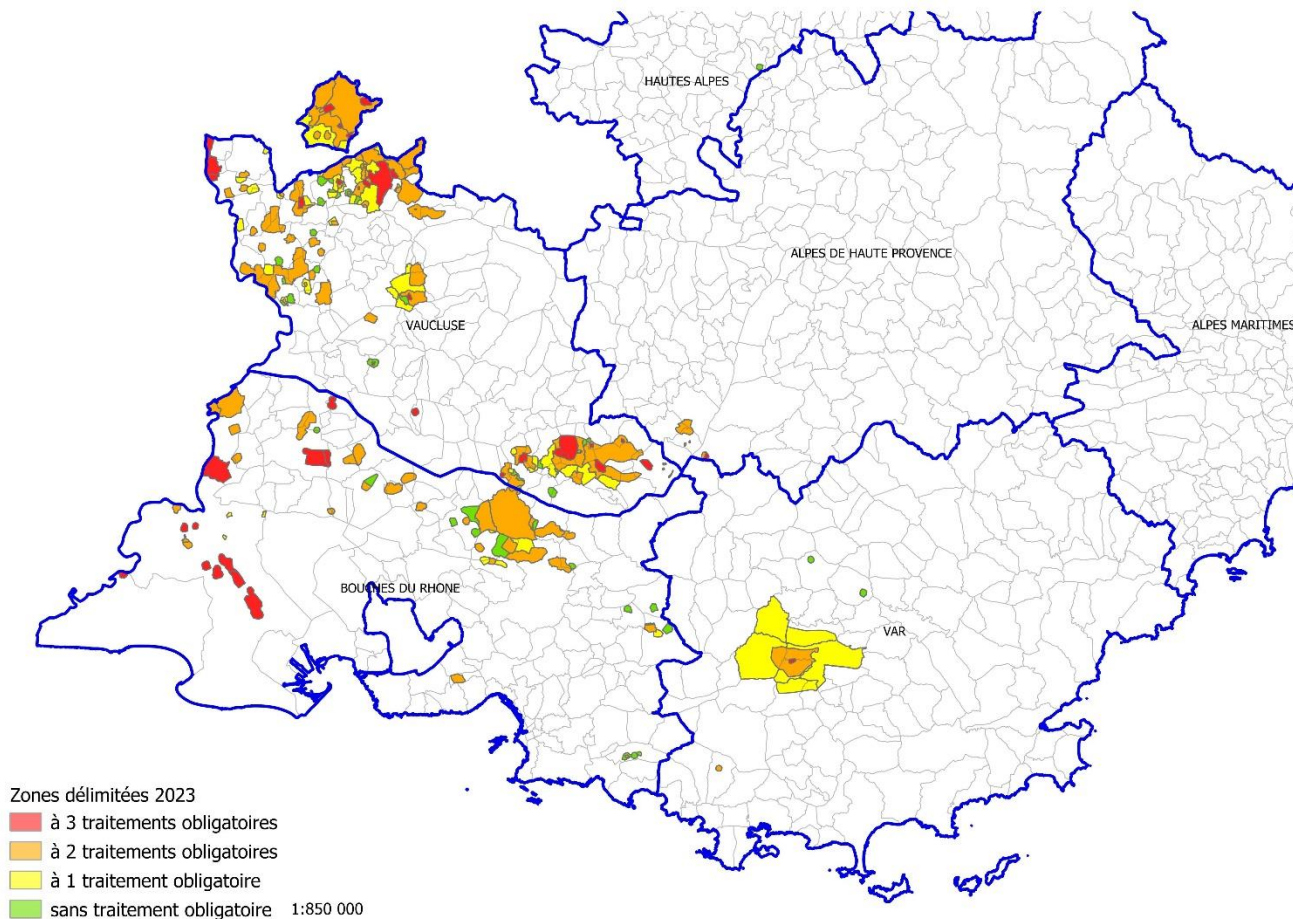 HAUTES ALPES
ALPES DE HAUTE PROVENCE
ALPES MARITIMES
VAUCLUSE
BOUCHES DU RHONE
VAR
Zones délimitées 2023
à 3 traitements obligatoires
à 2 traitements obligatoires
à 1 traitement obligatoire
sans traitement obligatoire 1:850 000